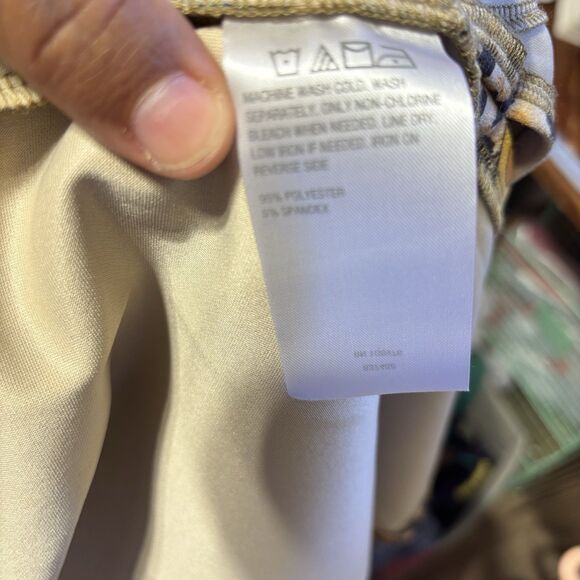 MACHINE WASH COLD, WASH
SEPARATELY, ONLY NON-CHLORINE
BLEACH WHEN NEEDED, LINE DRY,
LOW IRON IF NEEDED, IRON ON
REVERSE SIDE
95% POLYESTER
5% SPANDEX